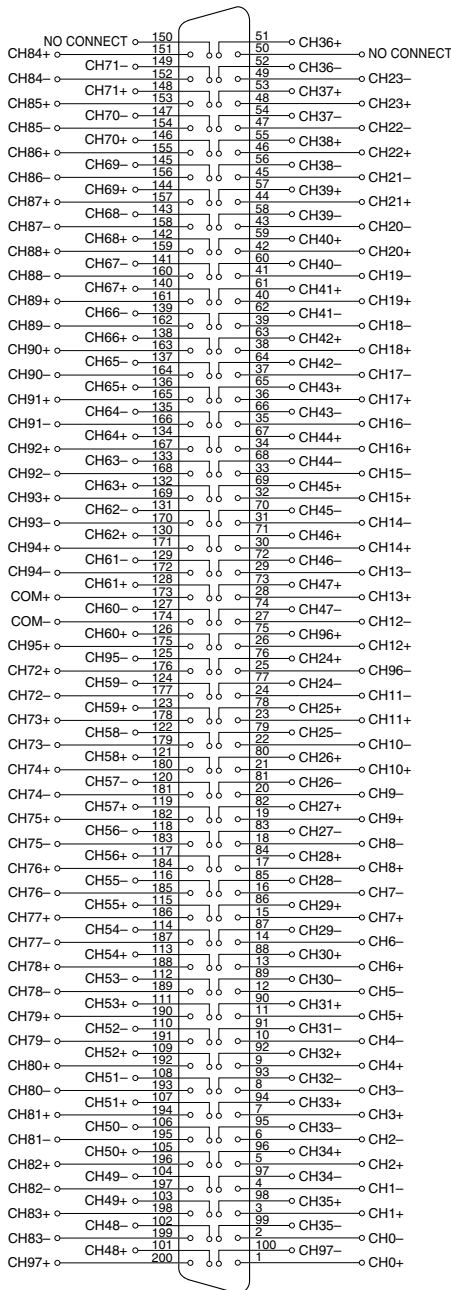 NO CONNECT 150 51 CH36+
CH84+ 151 50 NO CONNECT
CH71– 149 52 CH36–
CH84– 152 49 CH23–
CH71+ 148 53 CH37+
CH85+ 153 48 CH23+
CH70– 147 54 CH37–
CH85– 154 47 CH22–
CH70+ 146 55 CH38+
CH86+ 155 46 CH22+
CH69– 145 56 CH38–
CH86– 156 45 CH21–
CH69+ 144 57 CH39+
CH87+ 157 44 CH21+
CH68– 143 58 CH39–
CH87– 158 43 CH20–
CH68+ 142 59 CH40+
CH88+ 159 42 CH20+
CH67– 141 60 CH40–
CH88– 160 41 CH19–
CH67+ 140 61 CH41+
CH89+ 161 40 CH19+
CH66– 139 62 CH41–
CH89– 162 39 CH18–
CH66+ 138 63 CH42+
CH90+ 163 38 CH18+
CH65– 137 64 CH42–
CH90– 164 37 CH17–
CH65+ 136 65 CH43+
CH91+ 165 36 CH17+
CH64– 135 66 CH43–
CH91– 166 35 CH16–
CH64+ 134 67 CH44+
CH92+ 167 34 CH16+
CH63– 133 68 CH44–
CH92– 168 33 CH15–
CH63+ 132 69 CH45+
CH93+ 169 32 CH15+
CH62– 131 70 CH45–
CH93– 170 31 CH14–
CH62+ 130 71 CH46+
CH94+ 171 30 CH14+
CH61– 129 72 CH46–
CH94– 172 29 CH13–
CH61+ 128 73 CH47+
COM+ 173 28 CH13+
CH60– 127 74 CH47–
COM– 174 27 CH12–
CH60+ 126 75 CH96+
CH95+ 175 26 CH12+
CH95– 125 76 CH24+
CH72+ 176 25 CH96–
CH59– 124 77 CH24–
CH72– 177 24 CH11–
CH59+ 123 78 CH25+
CH73+ 178 23 CH11+
CH58– 122 79 CH25–
CH73– 179 22 CH10–
CH58+ 121 80 CH26+
CH74+ 180 21 CH10+
CH57– 120 81 CH26–
CH74– 181 20 CH9–
CH57+ 119 82 CH27+
CH75+ 182 19 CH9+
CH56– 118 83 CH27–
CH75– 183 18 CH8–
CH56+ 117 84 CH28+
CH76+ 184 17 CH8+
CH55– 116 85 CH28–
CH76– 185 16 CH7–
CH55+ 115 86 CH29+
CH77+ 186 15 CH7+
CH54– 114 87 CH29–
CH77– 187 14 CH6–
CH54+ 113 88 CH30+
CH78+ 188 13 CH6+
CH53– 112 89 CH30–
CH78– 189 12 CH5–
CH53+ 111 90 CH31+
CH79+ 190 11 CH5+
CH52– 110 91 CH31–
CH79– 191 10 CH4–
CH52+ 109 92 CH32+
CH80+ 192 9 CH4+
CH51– 108 93 CH32–
CH80– 193 8 CH3–
CH51+ 107 94 CH33+
CH81+ 194 7 CH3+
CH50– 106 95 CH33–
CH81– 195 6 CH2–
CH50+ 105 96 CH34+
CH82+ 196 5 CH2+
CH49– 104 97 CH34–
CH82– 197 4 CH1–
CH49+ 103 98 CH35+
CH83+ 198 3 CH1+
CH48– 102 99 CH35–
CH83– 199 2 CH0–
CH48+ 101 100 CH97–
CH97+ 200 1 CH0+